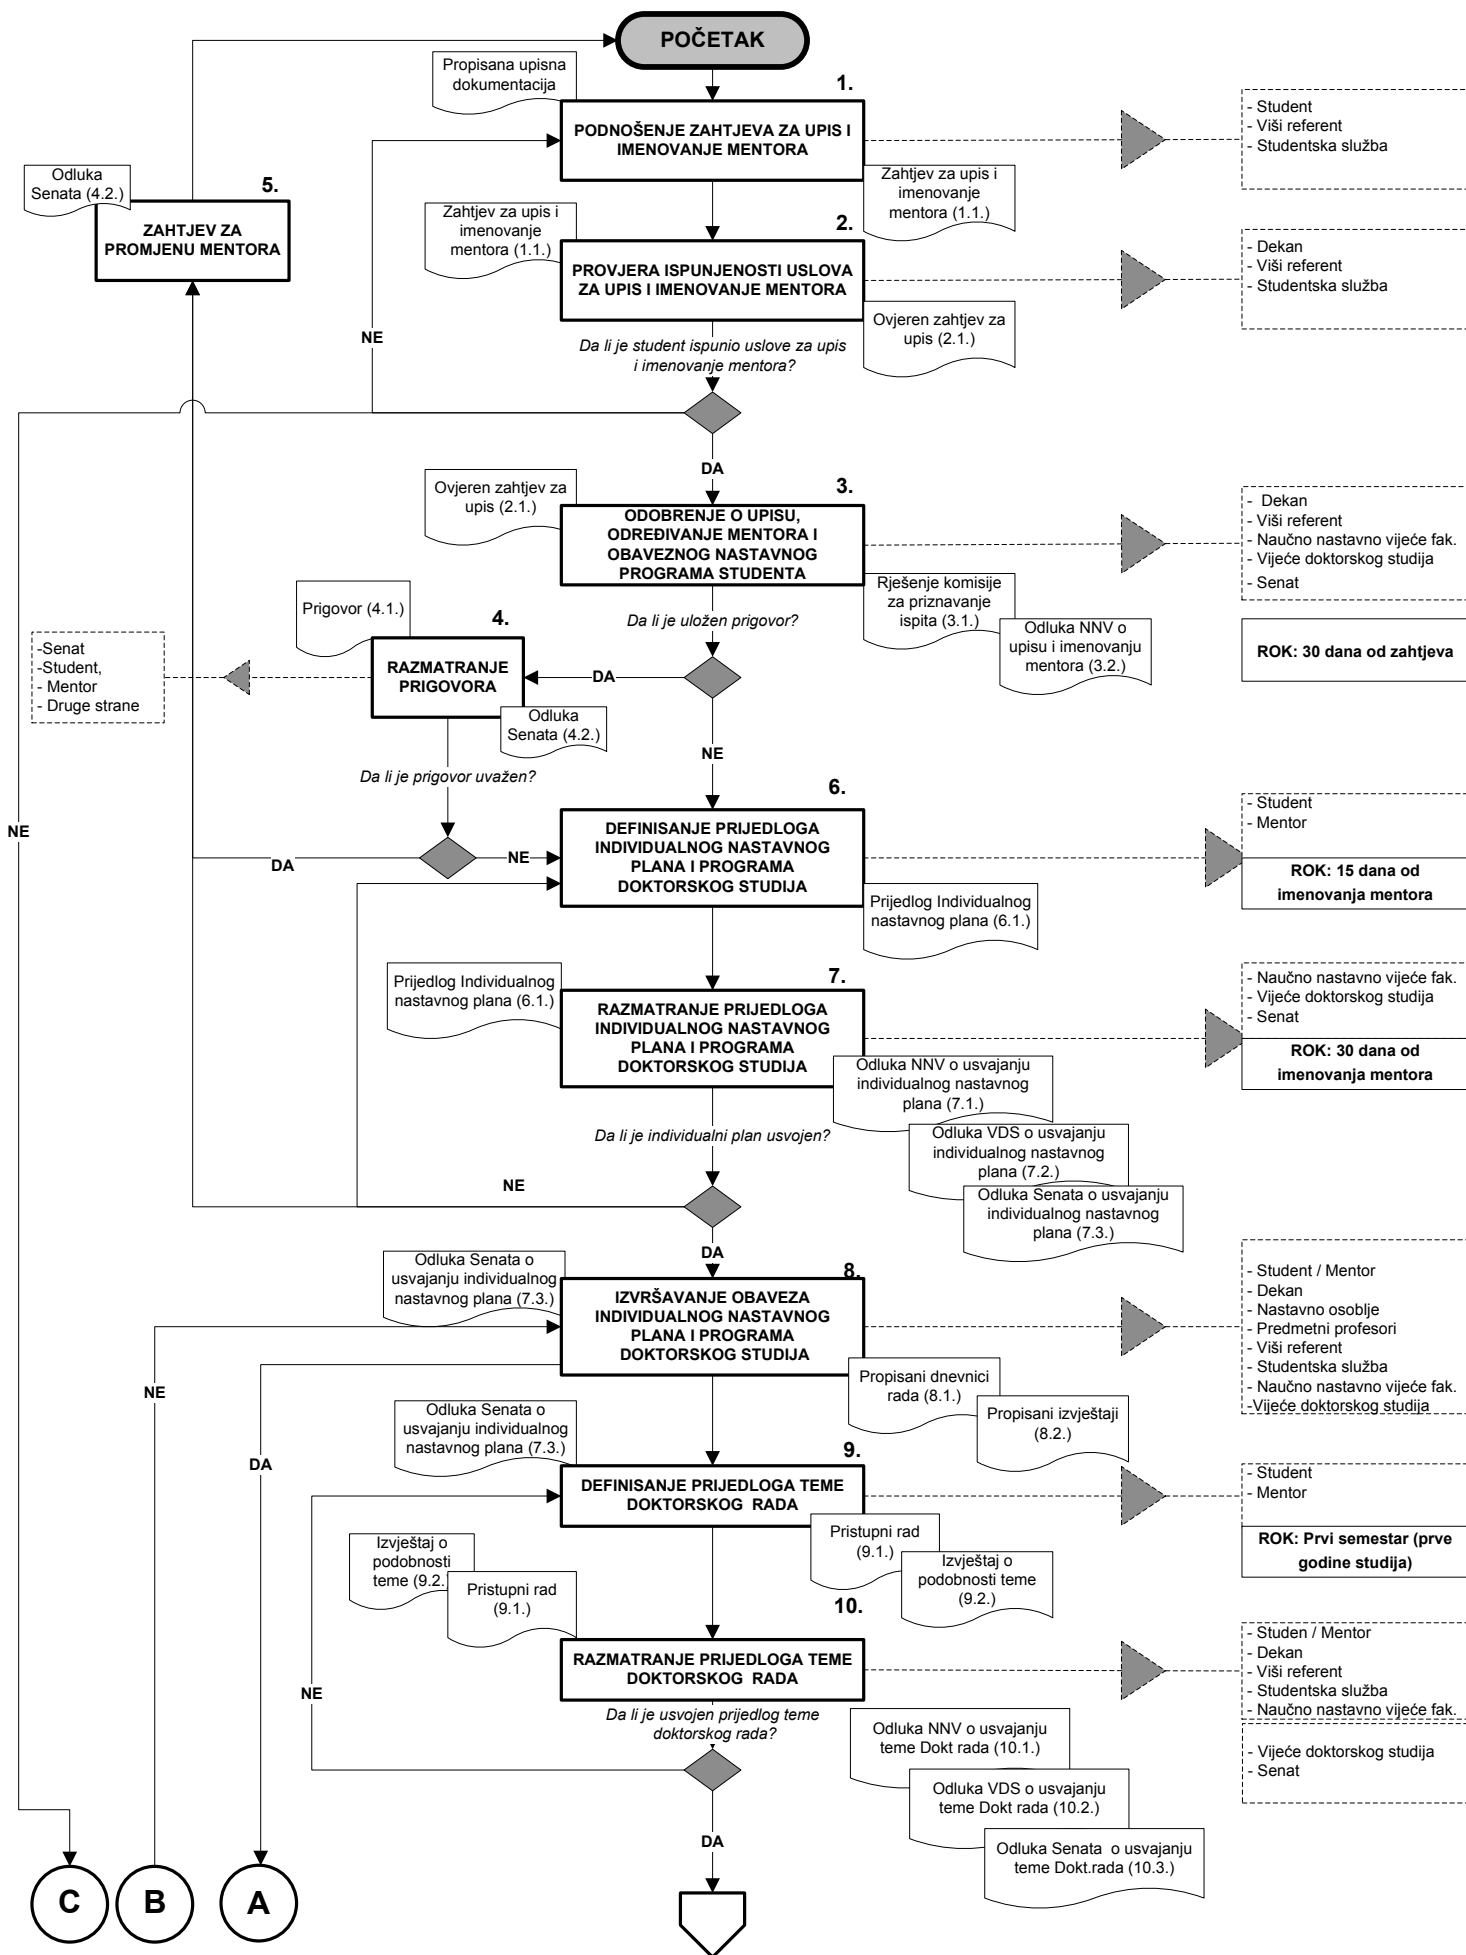 POČETAK
Propisana upisna
dokumentacija
1.
PODNOŠENJE ZAHTJEVA ZA UPIS I
IMENOVANJE MENTORA
- Student
- Viši referent
- Studentska služba
Zahtjev za upis i
imenovanje
mentora (1.1.)
Odluka
Senata (4.2.)
5.
ZAHTJEV ZA
PROMJENU MENTORA
Zahtjev za upis i
imenovanje
mentora (1.1.)
2.
PROVJERA ISPUNJENOSTI USLOVA
ZA UPIS I IMENOVANJE MENTORA
- Dekan
- Viši referent
- Studentska služba
Ovjeren zahtjev za
upis (2.1.)
NE
Da li je student ispunio uslove za upis
i imenovanje mentora?
DA
Ovjeren zahtjev za
upis (2.1.)
3.
ODOBRENJE O UPISU,
ODREĐIVANJE MENTORA I
OBAVEZNOG NASTAVNOG
PROGRAMA STUDENTA
- Dekan
- Viši referent
- Naučno nastavno vijeće fak.
- Vijeće doktorskog studija
- Senat
Rješenje komisije
za priznavanje
ispita (3.1.)
Odluka NNV o
upisu i imenovanju
mentora (3.2.)
ROK: 30 dana od zahtjeva
Da li je uložen prigovor?
Prigovor (4.1.)
4.
RAZMATRANJE
PRIGOVORA
DA
-Senat
-Student,
- Mentor
- Druge strane
Odluka
Senata (4.2.)
NE
Da li je prigovor uvažen?
NE
DA
NE
6.
DEFINISANJE PRIJEDLOGA
INDIVIDUALNOG NASTAVNOG
PLANA I PROGRAMA
DOKTORSKOG STUDIJA
- Student
- Mentor
ROK: 15 dana od
imenovanja mentora
Prijedlog Individualnog
nastavnog plana (6.1.)
Prijedlog Individualnog
nastavnog plana (6.1.)
7.
RAZMATRANJE PRIJEDLOGA
INDIVIDUALNOG NASTAVNOG
PLANA I PROGRAMA
DOKTORSKOG STUDIJA
- Naučno nastavno vijeće fak.
- Vijeće doktorskog studija
- Senat
ROK: 30 dana od
imenovanja mentora
Odluka NNV o usvajanju
individualnog nastavnog
plana (7.1.)
Odluka VDS o usvajanju
individualnog nastavnog
plana (7.2.)
Odluka Senata o usvajanju
individualnog nastavnog
plana (7.3.)
Da li je individualni plan usvojen?
NE
DA
Odluka Senata o
usvajanju individualnog
nastavnog plana (7.3.)
8.
IZVRŠAVANJE OBAVEZA
INDIVIDUALNOG NASTAVNOG
PLANA I PROGRAMA
DOKTORSKOG STUDIJA
- Student / Mentor
- Dekan
- Nastavno osoblje
- Predmetni profesori
- Viši referent
- Studentska služba
- Naučno nastavno vijeće fak.
-Vijeće doktorskog studija
Propisani dnevnici
rada (8.1.)
Propisani izvještaji
(8.2.)
NE
DA
Odluka Senata o
usvajanju individualnog
nastavnog plana (7.3.)
9.
DEFINISANJE PRIJEDLOGA TEME
DOKTORSKOG RADA
- Student
- Mentor
ROK: Prvi semestar (prve
godine studija)
Pristupni rad
(9.1.)
Izvještaj o
podobnosti teme
(9.2.)
Izvještaj o
podobnosti
teme (9.2.
Pristupni rad
(9.1.)
10.
RAZMATRANJE PRIJEDLOGA TEME
DOKTORSKOG RADA
- Studen / Mentor
- Dekan
- Viši referent
- Studentska služba
- Naučno nastavno vijeće fak.
- Vijeće doktorskog studija
- Senat
NE
Da li je usvojen prijedlog teme
doktorskog rada?
Odluka NNV o usvajanju
teme Dokt rada (10.1.)
Odluka VDS o usvajanju
teme Dokt rada (10.2.)
Odluka Senata o usvajanju
teme Dokt.rada (10.3.)
DA
C
B
A